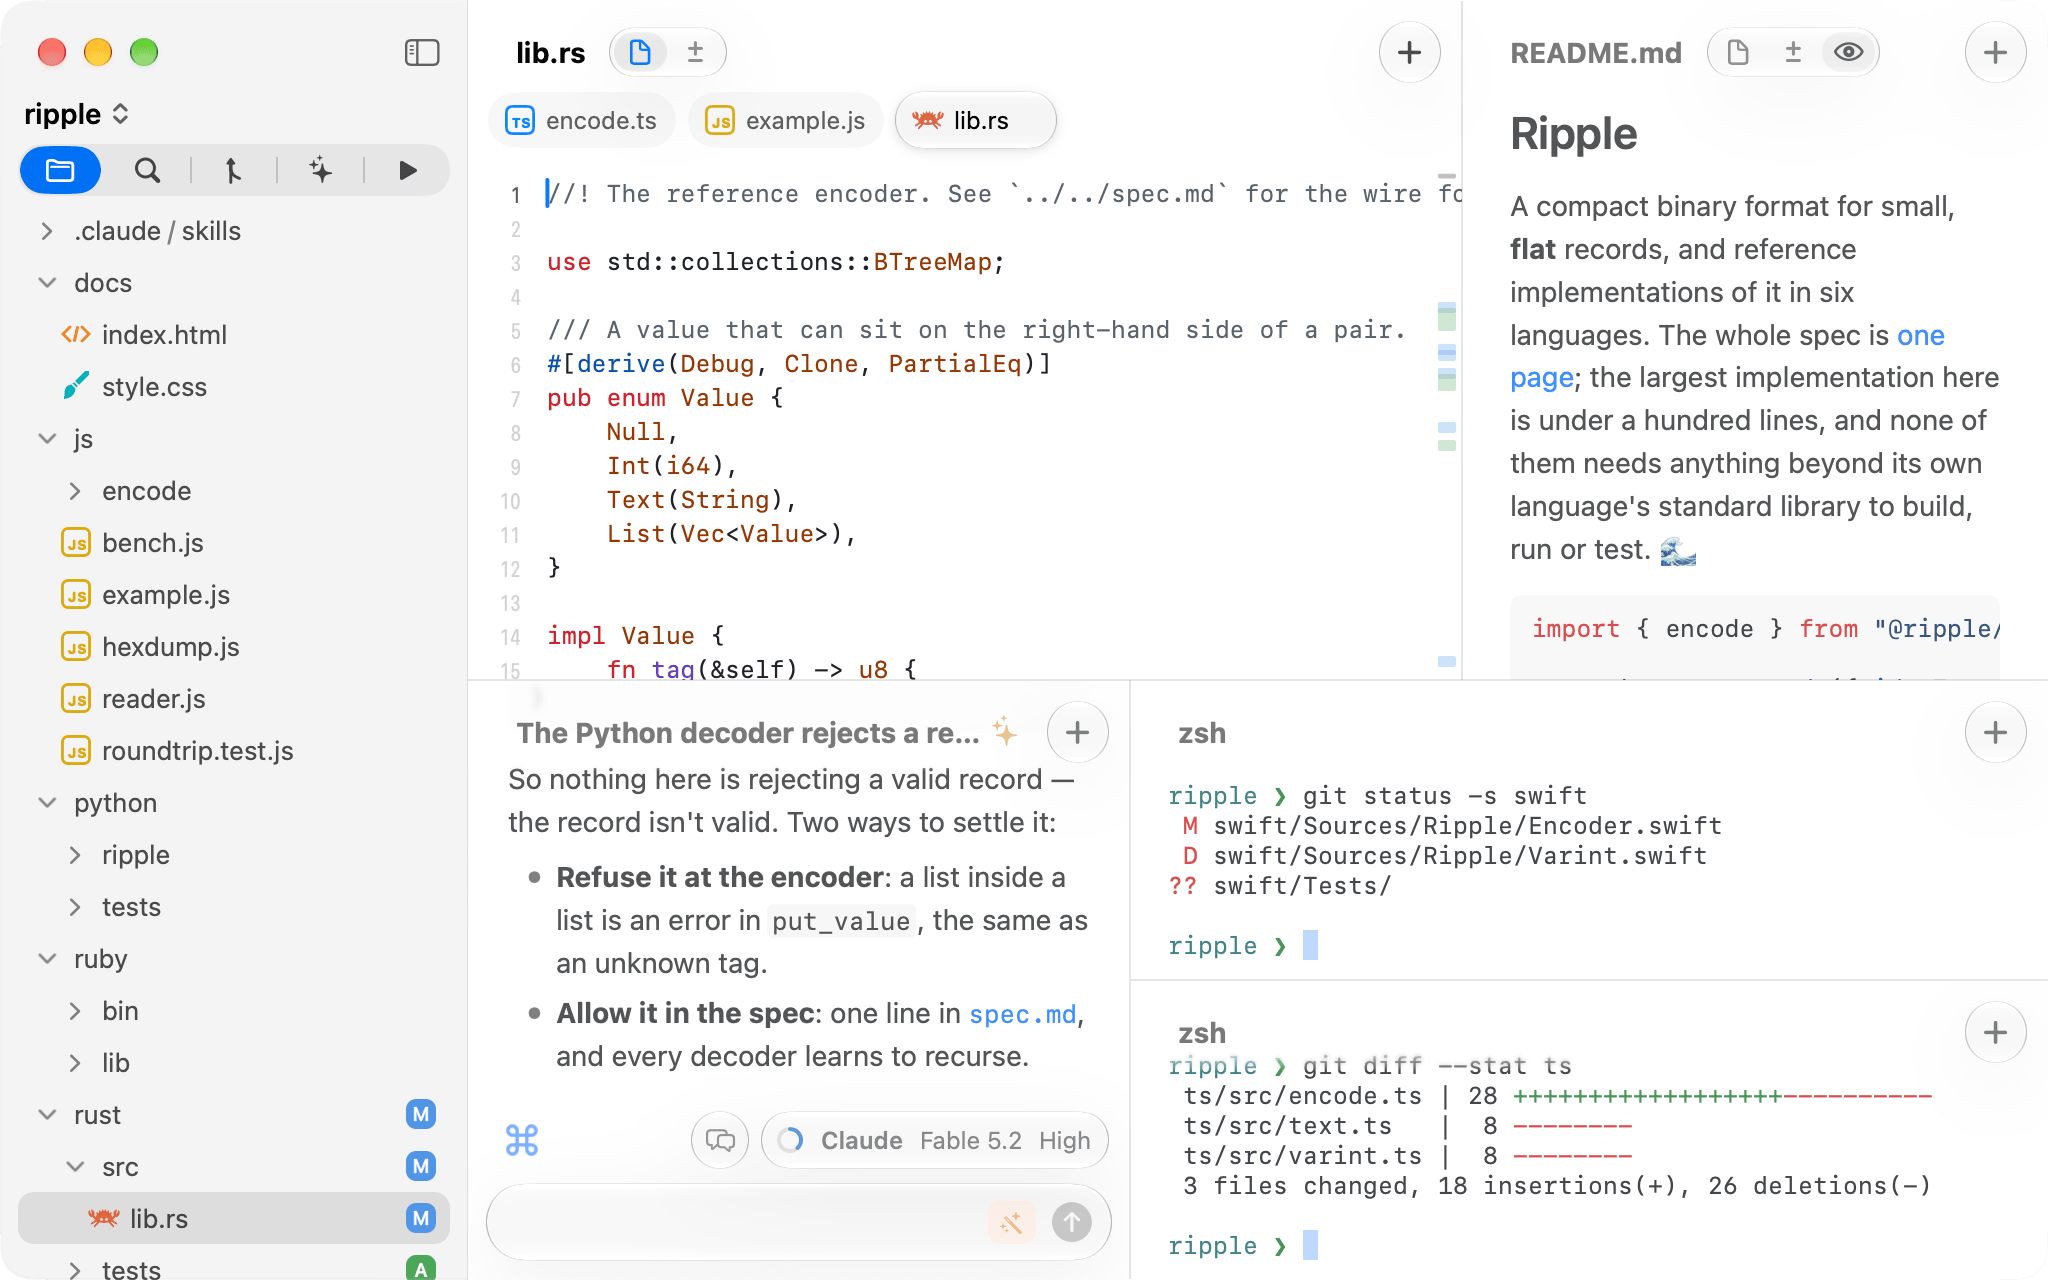 ripple
.claude / skills
docs
index.html
style.css
js
encode
JS bench.js
JS example.js
JS hexdump.js
JS reader.js
JS roundtrip.test.js
python
ripple
tests
ruby
bin
lib
rust M
src M
lib.rs M
tests A
lib.rs
TS encode.ts
JS example.js
lib.rs
1 //! The reference encoder. See `../../spec.md` for the wire fo
2
3 use std::collections::BTreeMap;
4
5 /// A value that can sit on the right-hand side of a pair.
6 #[derive(Debug, Clone, PartialEq)]
7 pub enum Value {
8 Null,
9 Int(i64),
10 Text(String),
11 List(Vec<Value>),
12 }
13
14 impl Value {
15 fn tag(&self) -> u8 {
README.md
Ripple
A compact binary format for small,
flat records, and reference
implementations of it in six
languages. The whole spec is one
page; the largest implementation here
is under a hundred lines, and none of
them needs anything beyond its own
language's standard library to build,
run or test. 🌊
import { encode } from "@ripple/
The Python decoder rejects a re...
So nothing here is rejecting a valid record —
the record isn't valid. Two ways to settle it:
• Refuse it at the encoder: a list inside a
list is an error in put_value, the same as
an unknown tag.
• Allow it in the spec: one line in spec.md,
and every decoder learns to recurse.
Claude Fable 5.2 High
zsh
ripple ❯ git status -s swift
M swift/Sources/Ripple/Encoder.swift
D swift/Sources/Ripple/Varint.swift
?? swift/Tests/
ripple ❯
zsh
ripple ❯ git diff --stat ts
ts/src/encode.ts | 28 ++++++++++++++++++----------
ts/src/text.ts | 8 --------
ts/src/varint.ts | 8 --------
3 files changed, 18 insertions(+), 26 deletions(-)
ripple ❯